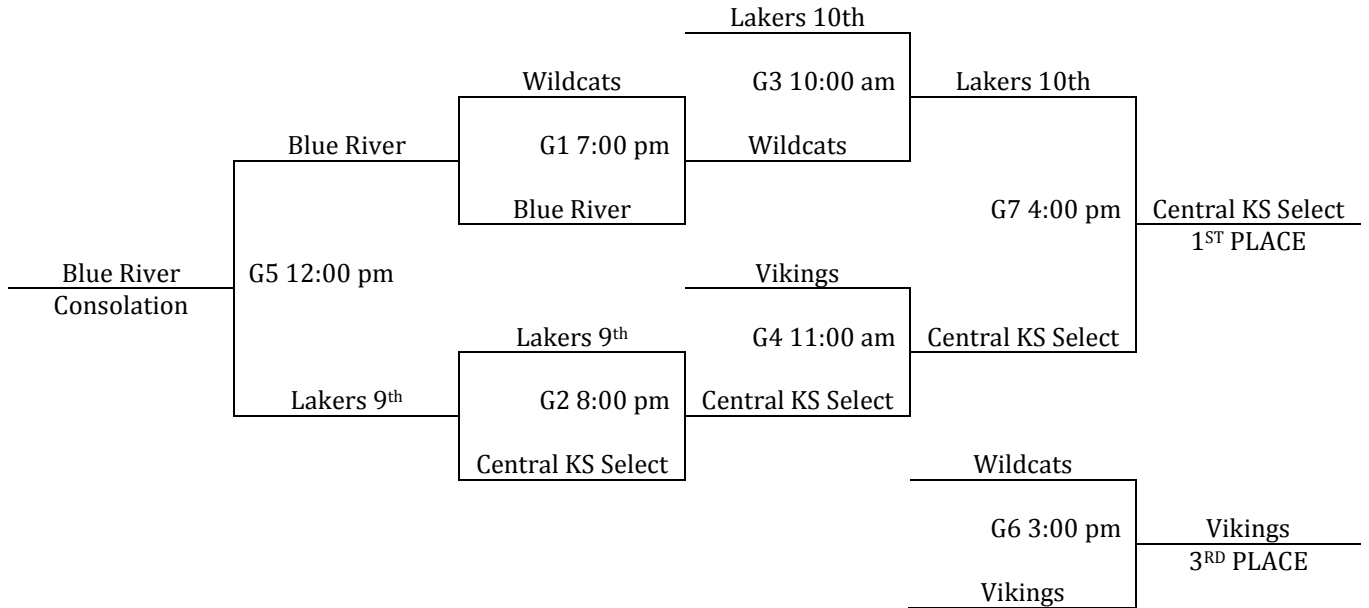 Lakers 10th
Wildcats
G3 10:00 am
Lakers 10th
Blue River
G1 7:00 pm
Wildcats
Blue River
G7 4:00 pm
Central KS Select
1ST PLACE
Blue River
G5 12:00 pm
Vikings
Consolation
Lakers 9th
G4 11:00 am
Central KS Select
Lakers 9th
G2 8:00 pm
Central KS Select
Central KS Select
Wildcats
G6 3:00 pm
Vikings
3RD PLACE
Vikings